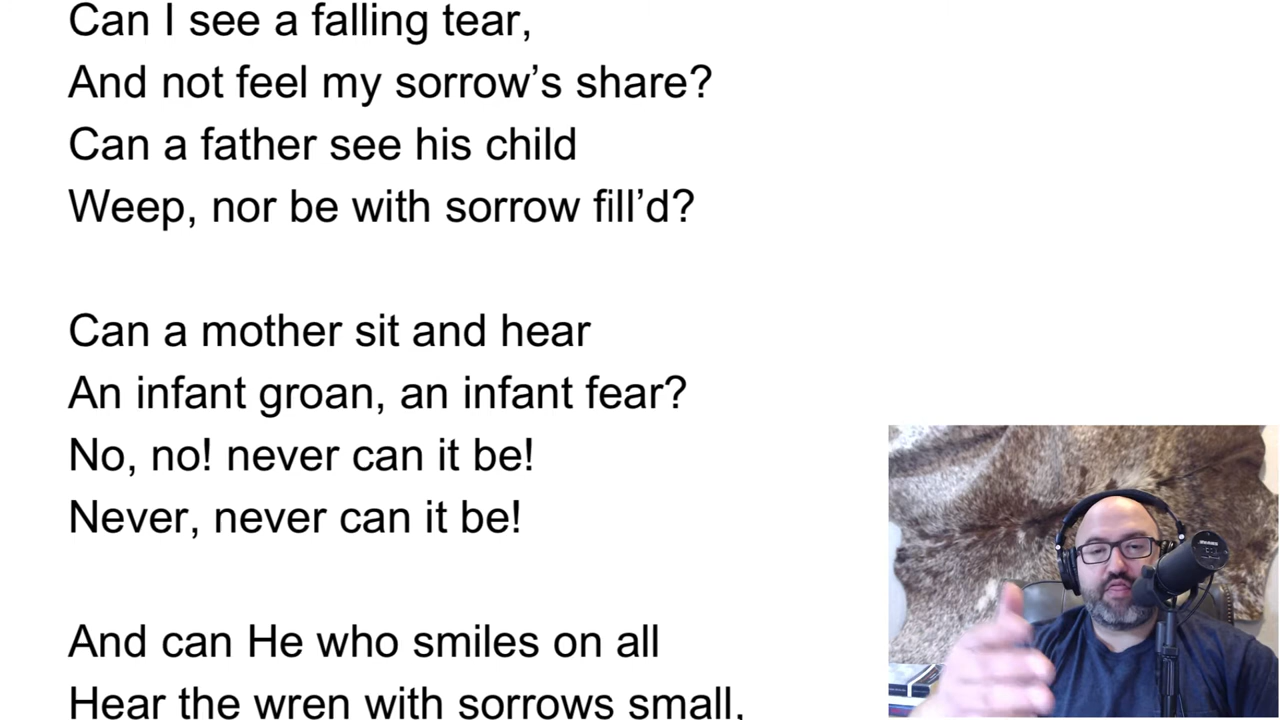 Can I see a falling tear,
And not feel my sorrow’s share?
Can a father see his child
Weep, nor be with sorrow fill’d?
Can a mother sit and hear
An infant groan, an infant fear?
No, no! never can it be!
Never, never can it be!
And can He who smiles on all
Hear the wren with sorrows small,